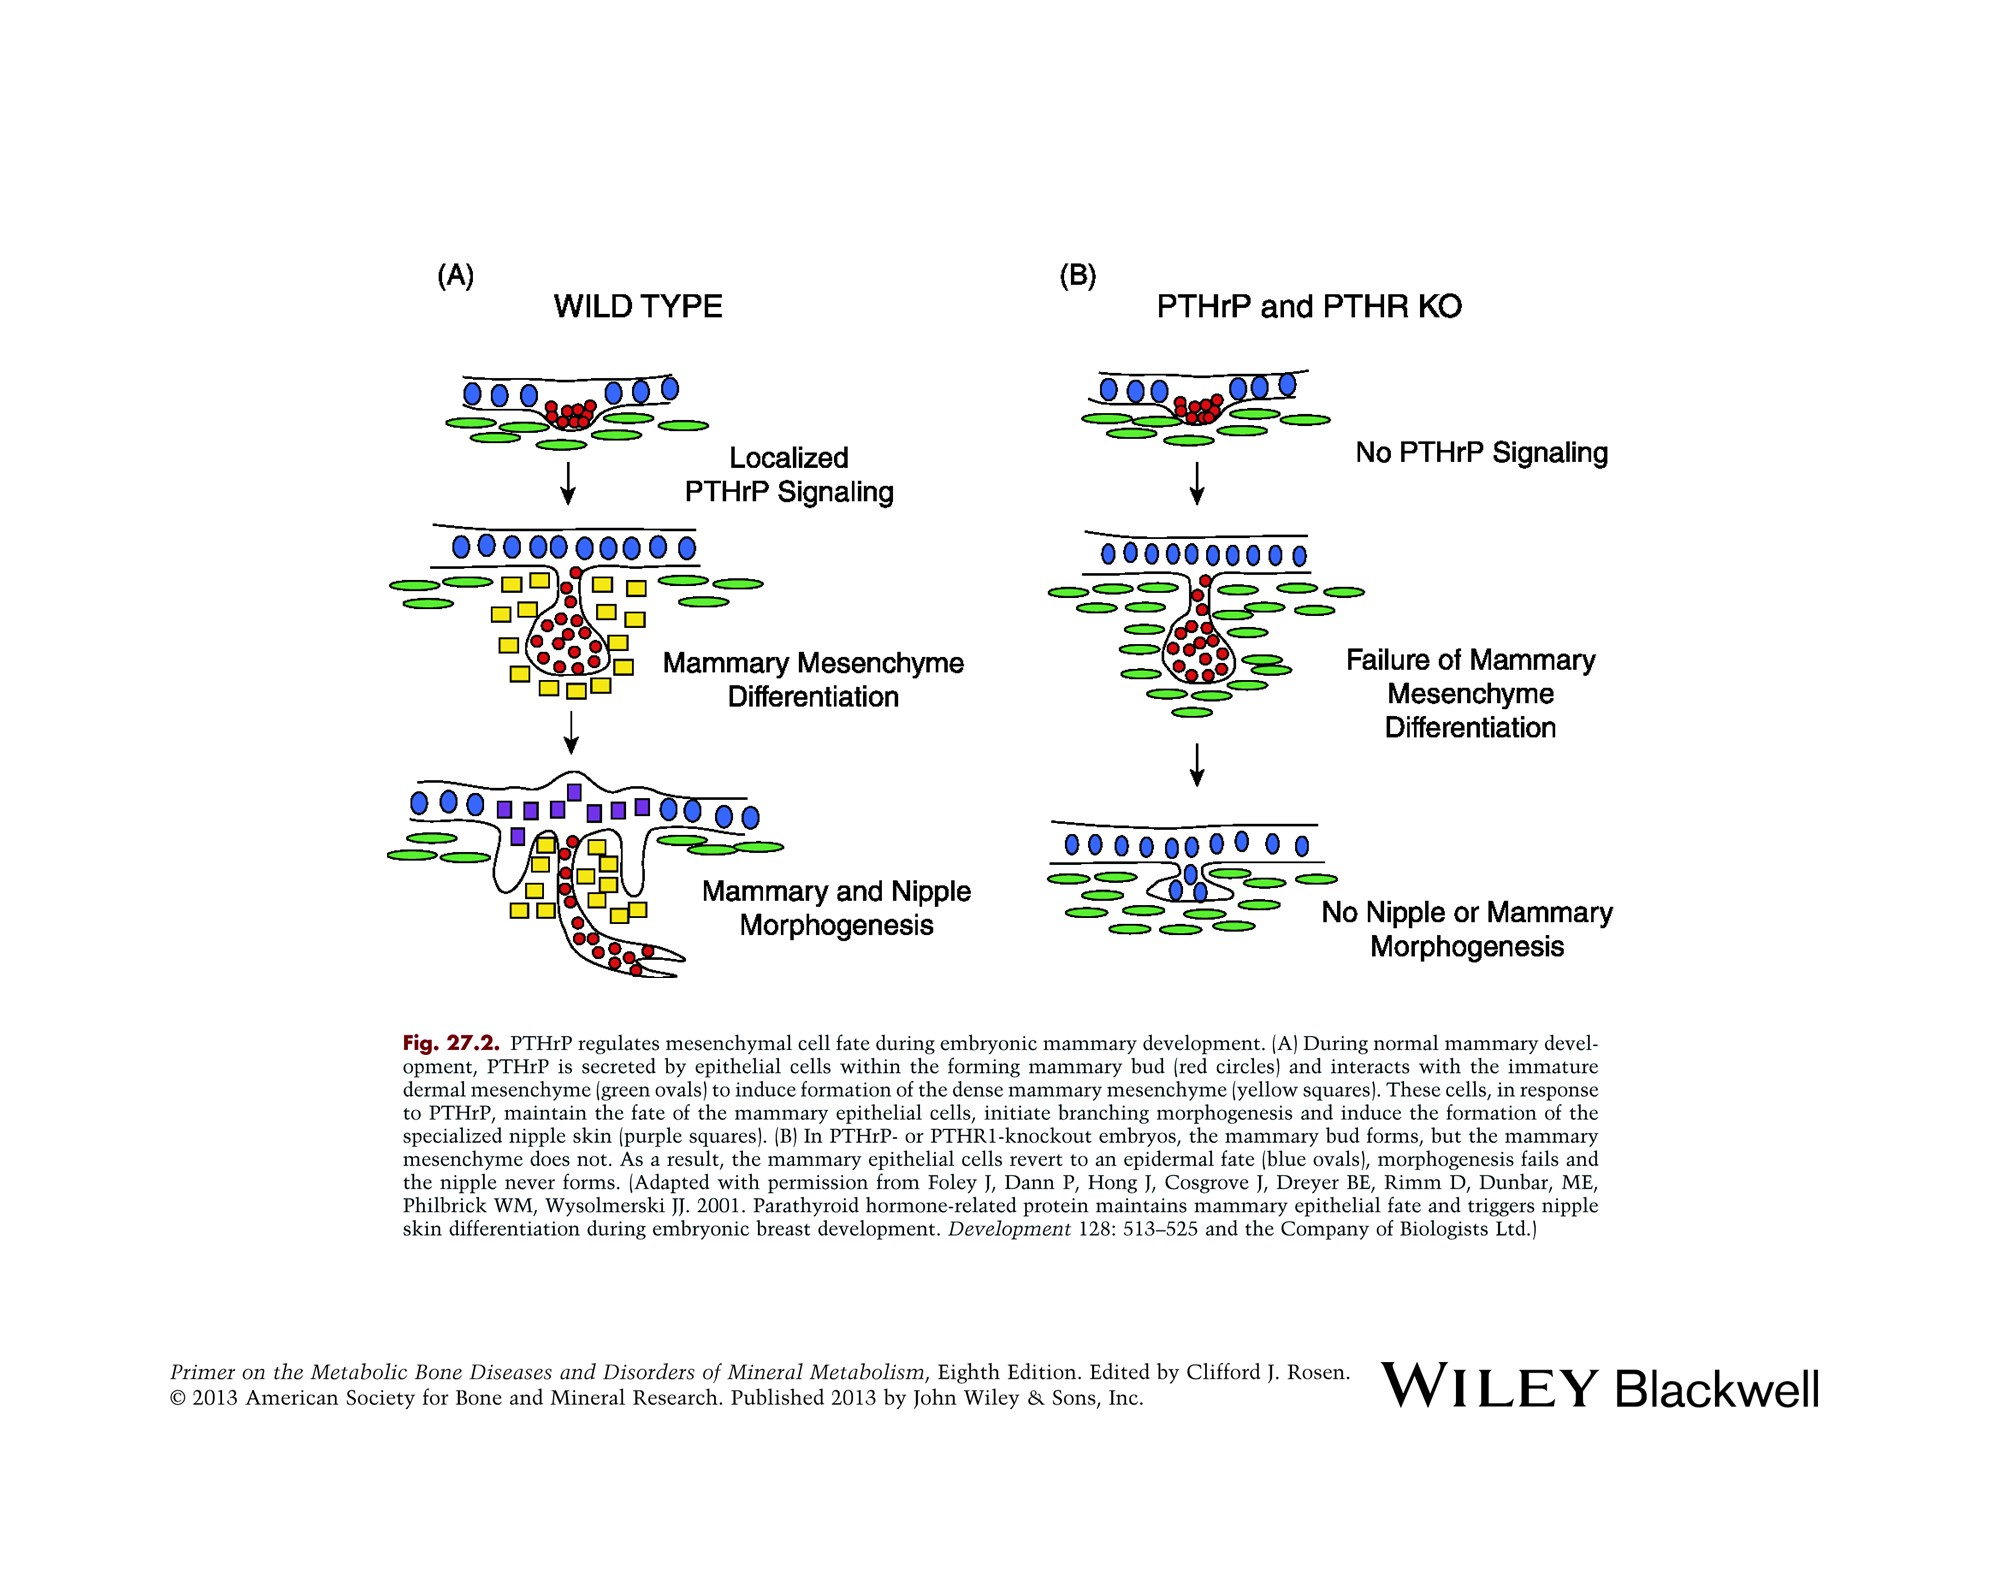 (A)
WILD TYPE
Localized
PTHrP Signaling
Mammary Mesenchyme
Differentiation
Mammary and Nipple
Morphogenesis
(B)
PTHrP and PTHR KO
No PTHrP Signaling
Failure of Mammary
Mesenchyme
Differentiation
No Nipple or Mammary
Morphogenesis
Fig. 27.2. PTHrP regulates mesenchymal cell fate during embryonic mammary development. (A) During normal mammary devel-
opment, PTHrP is secreted by epithelial cells within the forming mammary bud (red circles) and interacts with the immature
dermal mesenchyme (green ovals) to induce formation of the dense mammary mesenchyme (yellow squares). These cells, in response
to PTHrP, maintain the fate of the mammary epithelial cells, initiate branching morphogenesis and induce the formation of the
specialized nipple skin (purple squares). (B) In PTHrP- or PTHR1-knockout embryos, the mammary bud forms, but the mammary
mesenchyme does not. As a result, the mammary epithelial cells revert to an epidermal fate (blue ovals), morphogenesis fails and
the nipple never forms. (Adapted with permission from Foley J, Dann P, Hong J, Cosgrove J, Dreyer BE, Rimm D, Dunbar, ME,
Philbrick WM, Wysolmerski JJ. 2001. Parathyroid hormone-related protein maintains mammary epithelial fate and triggers nipple
skin differentiation during embryonic breast development. Development 128: 513–525 and the Company of Biologists Ltd.)
Primer on the Metabolic Bone Diseases and Disorders of Mineral Metabolism, Eighth Edition. Edited by Clifford J. Rosen.
© 2013 American Society for Bone and Mineral Research. Published 2013 by John Wiley & Sons, Inc.
WILEY Blackwell